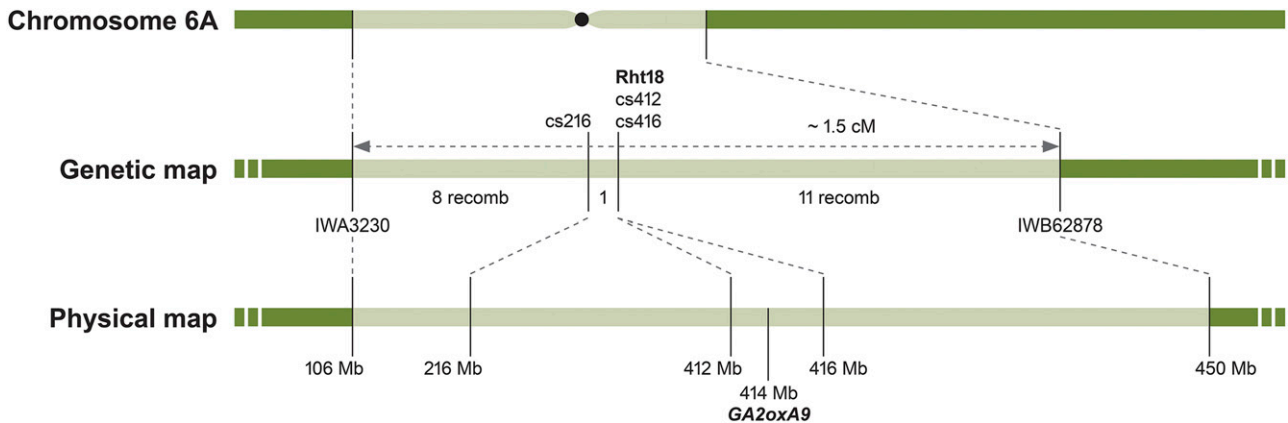 Chromosome 6A
Rht18
cs412
cs216 cs416
~ 1.5 cM
Genetic map
8 recomb 1 11 recomb
IWA3230 IWB62878
Physical map
106 Mb 216 Mb 412 Mb 416 Mb 450 Mb
414 Mb
GA2oxA9